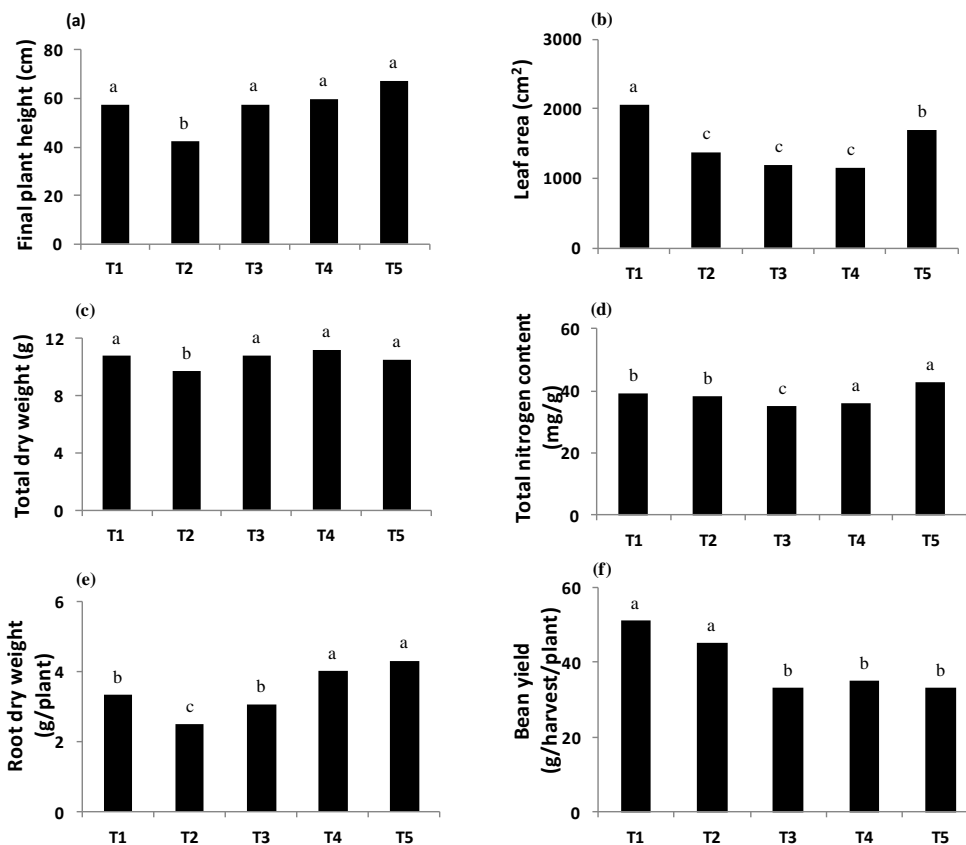 (a)
Final plant height (cm)
80
60
40
20
0
a
b
a
a
a
T1 T2 T3 T4 T5
(b)
Leaf area (cm²)
3000
2000
1000
0
a
c
c
c
b
T1 T2 T3 T4 T5
(c)
Total dry weight (g)
12
8
4
0
a
b
a
a
a
T1 T2 T3 T4 T5
(d)
Total nitrogen content
(mg/g)
60
40
20
0
b
b
c
a
a
T1 T2 T3 T4 T5
(e)
Root dry weight
(g/plant)
6
4
2
0
b
c
b
a
a
T1 T2 T3 T4 T5
(f)
Bean yield
(g/harvest/plant)
60
40
20
0
a
a
b
b
b
T1 T2 T3 T4 T5